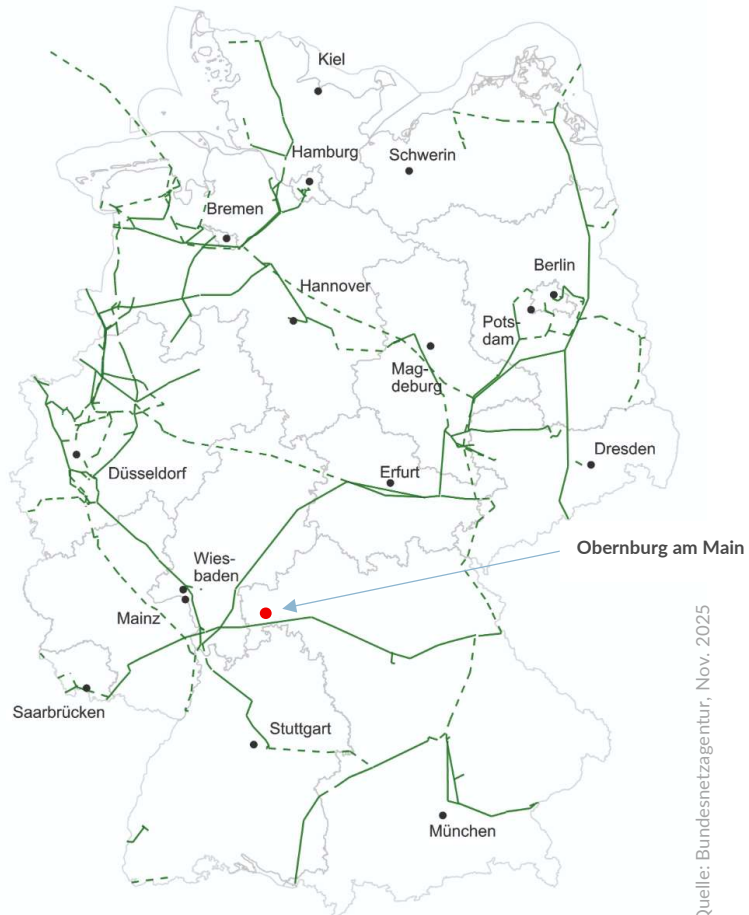 Kiel
Hamburg
Schwerin
Bremen
Berlin
Hannover
Pots-
dam
Mag-
deburg
Düsseldorf
Erfurt
Dresden
Obernburg am Main
Wies-
baden
Mainz
Saarbrücken
Stuttgart
München
Quelle: Bundesnetzagentur, Nov. 2025